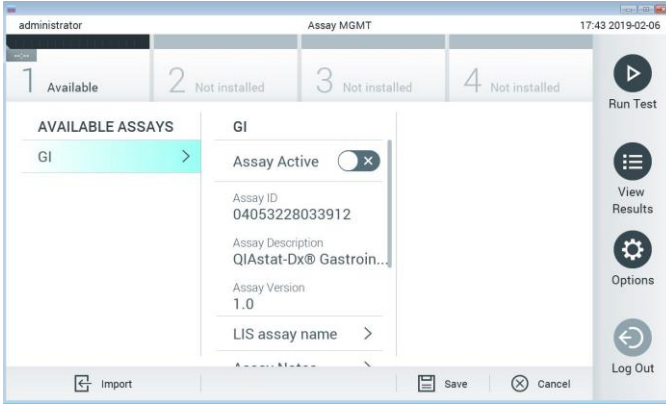 administrator Assay MGMT 17:43 2019-02-06
1 Available 2 Not installed 3 Not installed 4 Not installed
Run Test
AVAILABLE ASSAYS
GI
GI
Assay Active
Assay ID
04053228033912
Assay Description
QIAstat-Dx® Gastroin...
Assay Version
1.0
LIS assay name
View
Results
Options
Log Out
Import Save Cancel